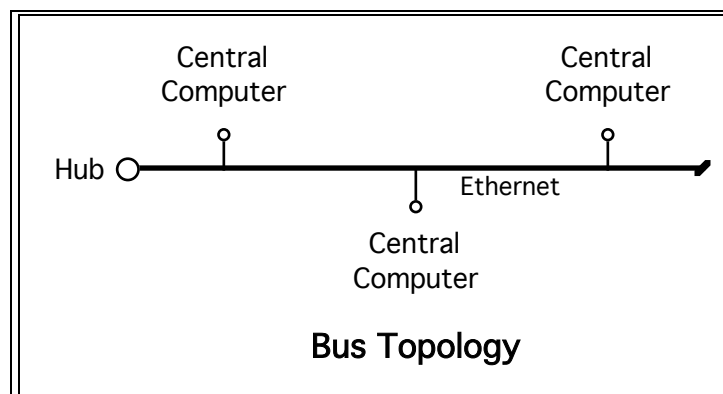 Central
Computer
Central
Computer
Hub
Ethernet
Central
Computer
Bus Topology